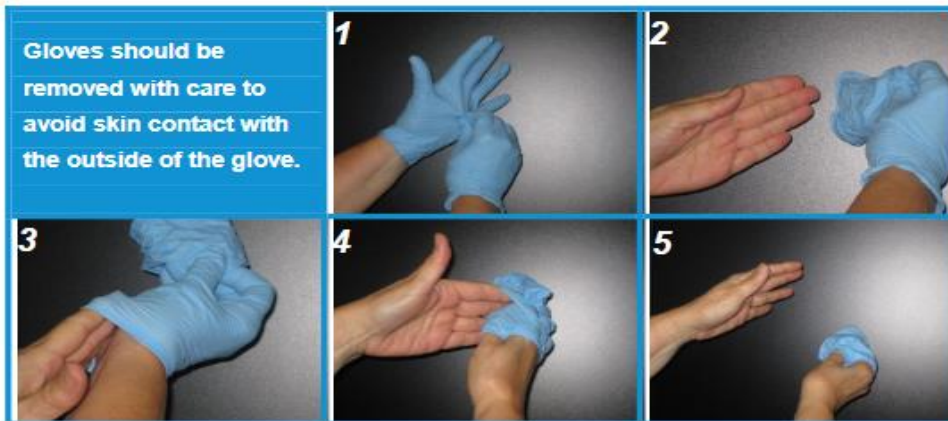 Gloves should be
removed with care to
avoid skin contact with
the outside of the glove.
1
2
3
4
5